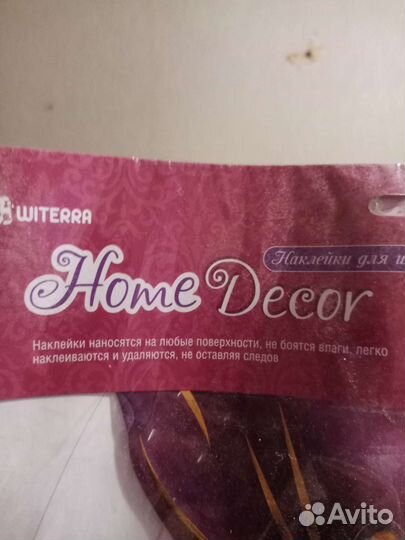 WITERRA
Наклейки для и
Home Decor
Наклейки наносятся на любые поверхности, не боятся влаги, легко
наклеиваются и удаляются, не оставляя следов
Avito